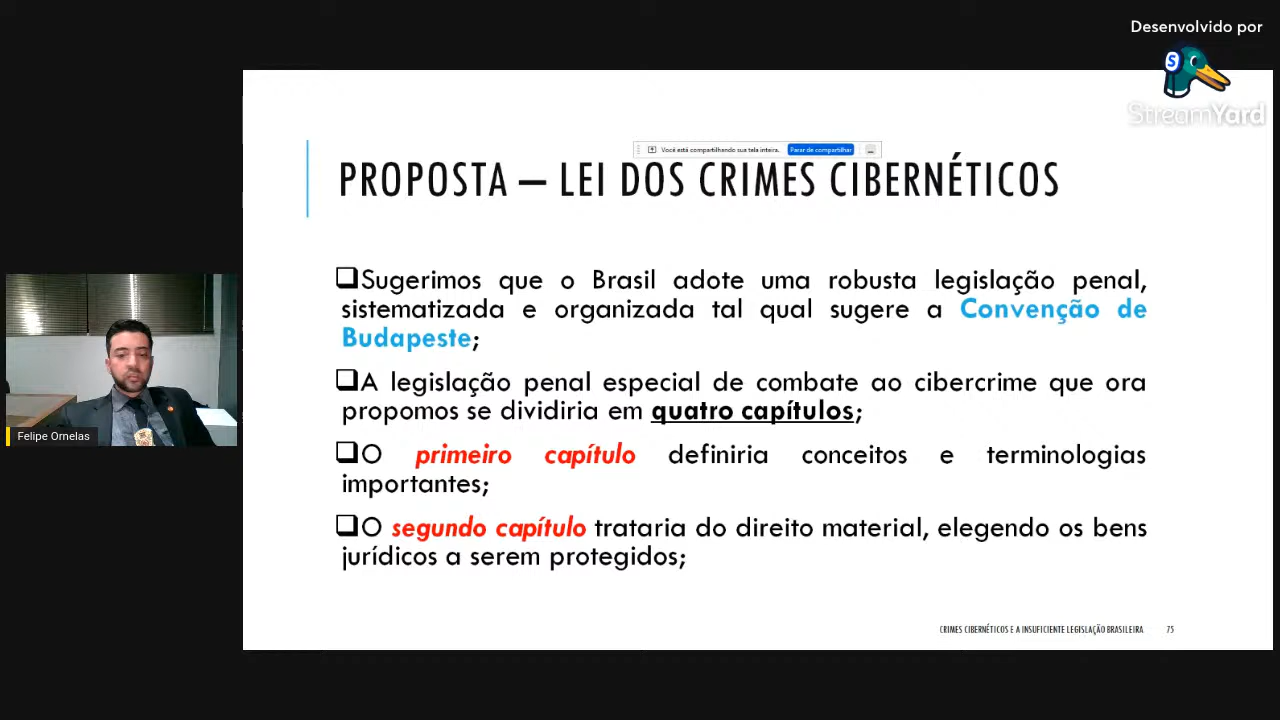 Desenvolvido por
StreamYard
Você está compartilhando sua tela inteira. Parar de compartilhar
PROPOSTA – LEI DOS CRIMES CIBERNÉTICOS
❑Sugerimos que o Brasil adote uma robusta legislação penal,
sistematizada e organizada tal qual sugere a Convenção de
Budapeste;
❑A legislação penal especial de combate ao cibercrime que ora
propomos se dividiria em quatro capítulos;
❑O primeiro capítulo definiria conceitos e terminologias
importantes;
❑O segundo capítulo trataria do direito material, elegendo os bens
jurídicos a serem protegidos;
Felipe Ornelas
CRIMES CIBERNÉTICOS E A INSUFICIENTE LEGISLAÇÃO BRASILEIRA 75